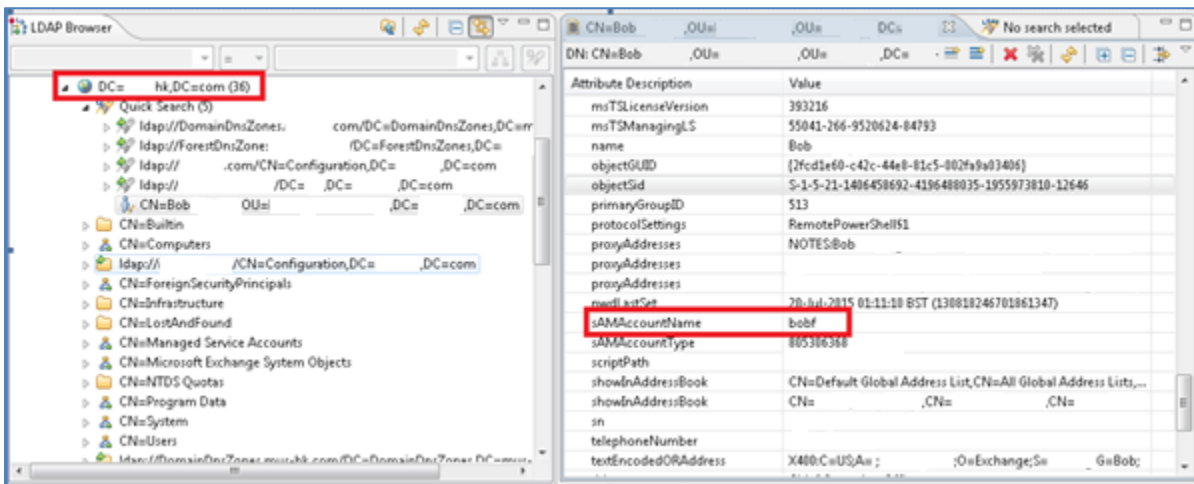 LDAP Browser
DC= hk,DC=com (36)
Quick Search (5)
ldap://DomainDnsZones. com/DC=DomainDnsZones,DC=m
ldap://ForestDnsZone: /DC=ForestDnsZones,DC=
ldap:// .com/CN=Configuration,DC= ,DC=com
ldap:// /DC= ,DC= ,DC=com
CN=Bob OU= ,DC= ,DC=com
CN=Builtin
CN=Computers
ldap:// /CN=Configuration,DC= ,DC=com
CN=ForeignSecurityPrincipals
CN=Infrastructure
CN=LostAndFound
CN=Managed Service Accounts
CN=Microsoft Exchange System Objects
CN=NTDS Quotas
CN=Program Data
CN=System
CN=Users
CN=Bob ,OU= ,OU= DC= No search selected
DN: CN=Bob ,OU= ,OU= ,DC=
Attribute Description Value
msTSLicenseVersion 393216
msTSManagingLS 55041-266-9520624-84793
name Bob
objectGUID {2fcd1e60-c42c-44e8-81c5-002fa9a03406}
objectSid S-1-5-21-1406458692-4196488035-1955973810-12646
primaryGroupID 513
protocolSettings RemotePowerShell§1
proxyAddresses NOTES:Bob
proxyAddresses
proxyAddresses
pwdLastSet 20-Jul-2015 01:11:10 BST (130818246701861347)
sAMAccountName bobf
sAMAccountType 805306368
scriptPath
showInAddressBook CN=Default Global Address List,CN=All Global Address Lists,...
showInAddressBook CN= ,CN= ,CN=
sn
telephoneNumber
textEncodedORAddress X400:C=US;A= ; ;O=Exchange;S= G=Bob;